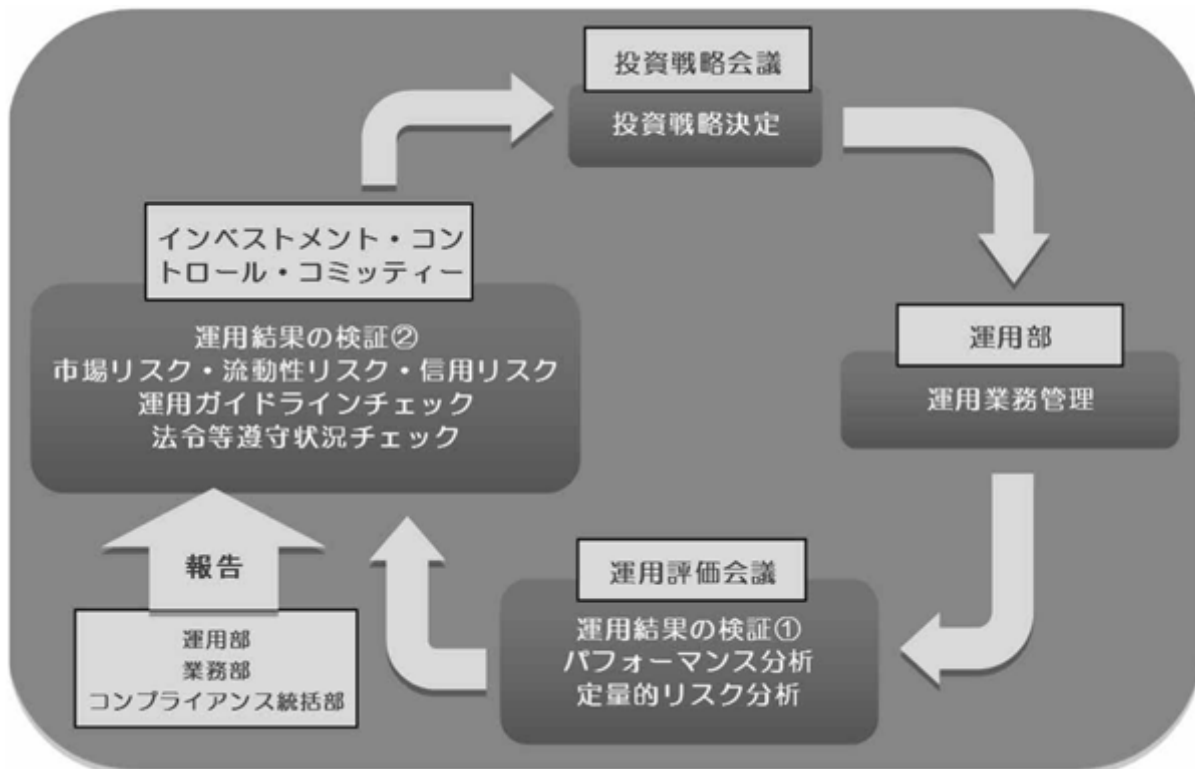 投資戦略会議
投資戦略決定
インベストメント・コン
トロール・コミッティー
運用結果の検証②
市場リスク・流動性リスク・信用リスク
運用ガイドラインチェック
法令等遵守状況チェック
運用部
運用業務管理
報告
運用部
業務部
コンプライアンス統括部
運用評価会議
運用結果の検証①
パフォーマンス分析
定量的リスク分析